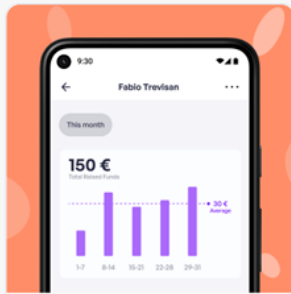 9:30
Fabio Trevisan
This month
150 €
Total Raised Funds
30 €
Average
1-7 8-14 15-21 22-28 29-31